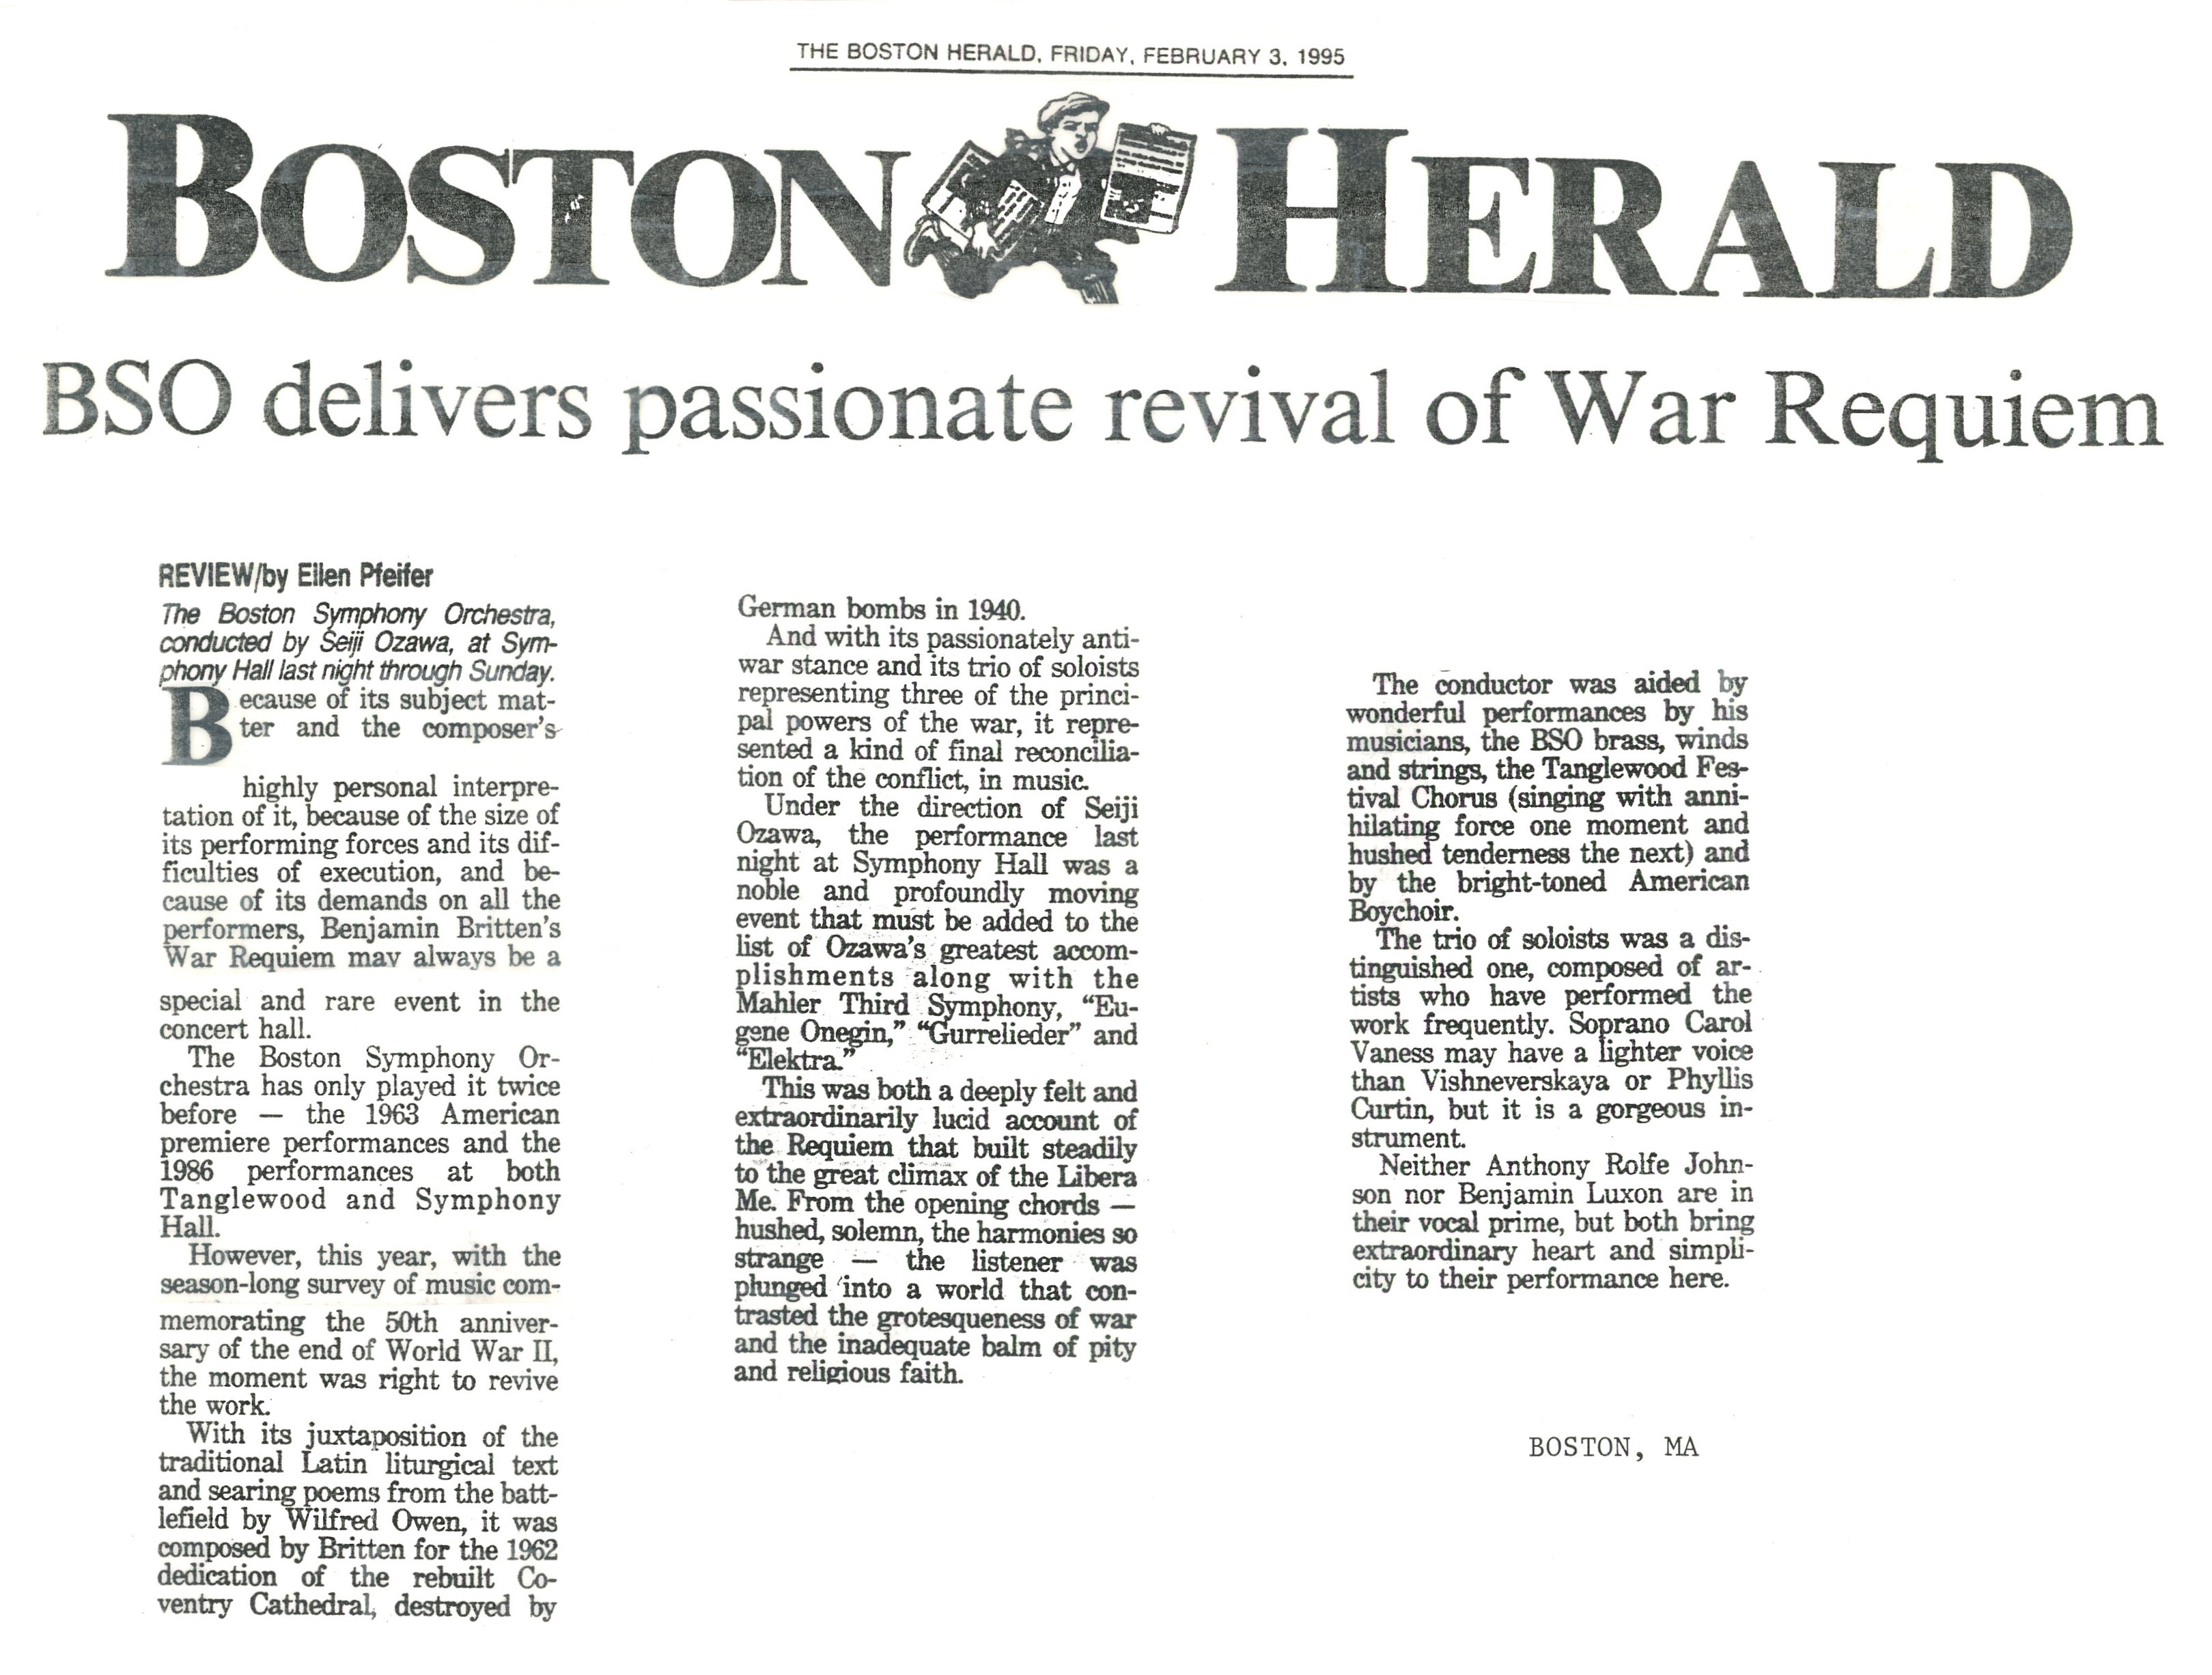 THE BOSTON HERALD, FRIDAY, FEBRUARY 3, 1995
BOSTON HERALD
BSO delivers passionate revival of War Requiem
REVIEW/by Ellen Pfeifer
The Boston Symphony Orchestra,
conducted by Seiji Ozawa, at Sym-
phony Hall last night through Sunday.
Because of its subject mat-
ter and the composer's
highly personal interpre-
tation of it, because of the size of
its performing forces and its dif-
ficulties of execution, and be-
cause of its demands on all the
performers, Benjamin Britten's
War Requiem may always be a
special and rare event in the
concert hall.
The Boston Symphony Or-
chestra has only played it twice
before — the 1963 American
premiere performances and the
1986 performances at both
Tanglewood and Symphony
Hall.
However, this year, with the
season-long survey of music com-
memorating the 50th anniver-
sary of the end of World War II,
the moment was right to revive
the work.
With its juxtaposition of the
traditional Latin liturgical text
and searing poems from the batt-
lefield by Wilfred Owen, it was
composed by Britten for the 1962
dedication of the rebuilt Co-
ventry Cathedral, destroyed by
German bombs in 1940.
And with its passionately anti-
war stance and its trio of soloists
representing three of the princi-
pal powers of the war, it repre-
sented a kind of final reconcilia-
tion of the conflict, in music.
Under the direction of Seiji
Ozawa, the performance last
night at Symphony Hall was a
noble and profoundly moving
event that must be added to the
list of Ozawa's greatest accom-
plishments along with the
Mahler Third Symphony, "Eu-
gene Onegin," "Gurrelieder" and
"Elektra."
This was both a deeply felt and
extraordinarily lucid account of
the Requiem that built steadily
to the great climax of the Libera
Me. From the opening chords —
hushed, solemn, the harmonies so
strange — the listener was
plunged into a world that con-
trasted the grotesqueness of war
and the inadequate balm of pity
and religious faith.
The conductor was aided by
wonderful performances by his
musicians, the BSO brass, winds
and strings, the Tanglewood Fes-
tival Chorus (singing with anni-
hilating force one moment and
hushed tenderness the next) and
by the bright-toned American
Boychoir.
The trio of soloists was a dis-
tinguished one, composed of ar-
tists who have performed the
work frequently. Soprano Carol
Vaness may have a lighter voice
than Vishneverskaya or Phyllis
Curtin, but it is a gorgeous in-
strument.
Neither Anthony Rolfe John-
son nor Benjamin Luxon are in
their vocal prime, but both bring
extraordinary heart and simpli-
city to their performance here.
BOSTON, MA